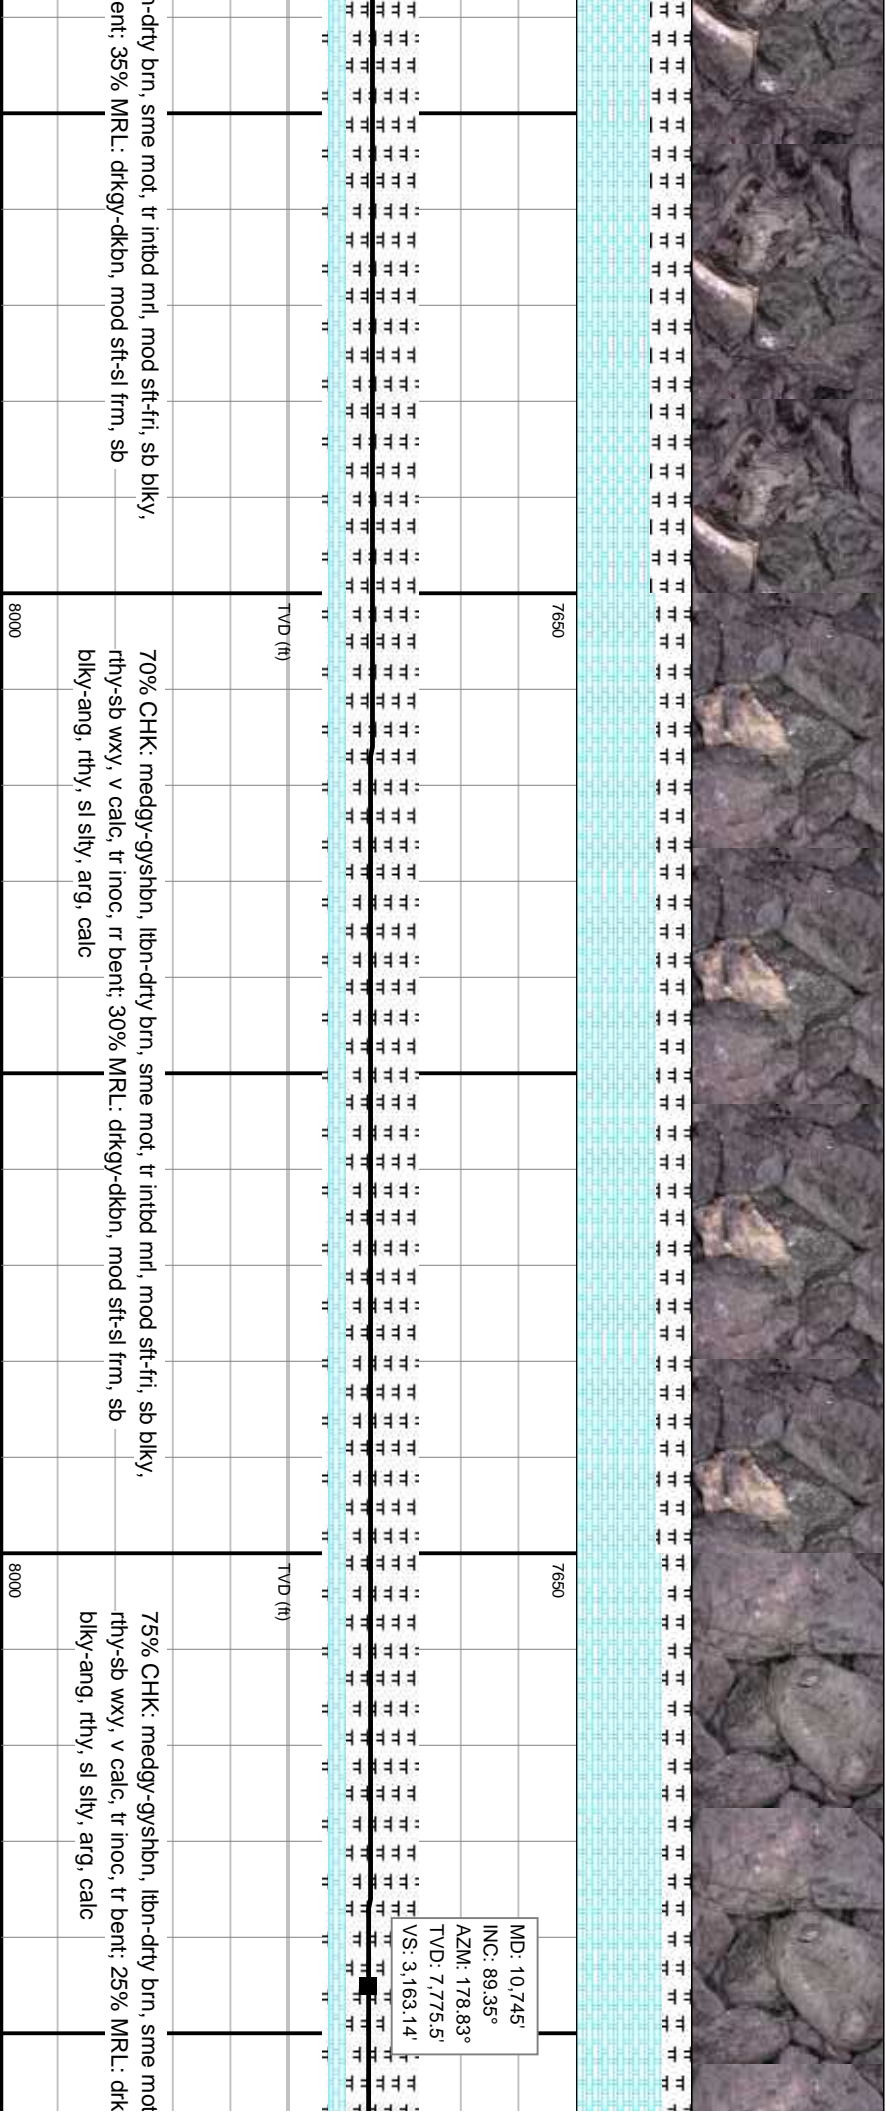 n-drty brn, sme mot, tr intbd mrl, mod sft-fri, sb blky,
ent; 35% MRL: drkgy-dkbn, mod sft-sl frm, sb
7650
TVD (ft)
8000
70% CHK: medgy-gyshbn, ltbn-drty brn, sme mot, tr intbd mrl, mod sft-fri, sb blky,
rthy-sb wxy, v calc, tr inoc, rr bent; 30% MRL: drkgy-dkbn, mod sft-sl frm, sb
blky-ang, rthy, sl slty, arg, calc
7650
TVD (ft)
8000
MD: 10,745'
INC: 89.35°
AZM: 178.83°
TVD: 7,775.5'
VS: 3,163.14'
75% CHK: medgy-gyshbn, ltbn-drty brn, sme mot
rthy-sb wxy, v calc, tr inoc, tr bent; 25% MRL: drk
blky-ang, rthy, sl slty, arg, calc